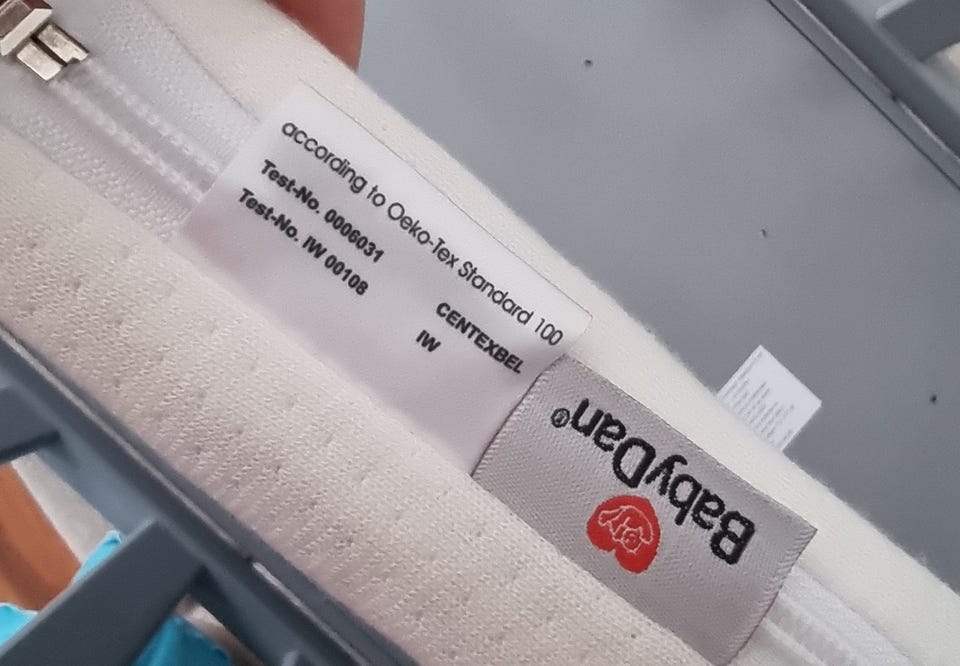 according to Oeko-Tex Standard 100
Test-No. 0006031 CENTEXBEL
Test-No. IW 00108 IW
BabyDan®